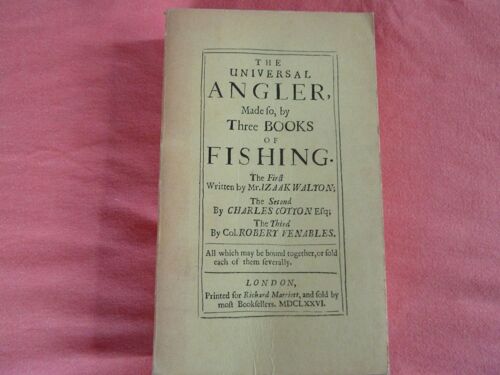 THE
UNIVERSAL
ANGLER,
Made ſo, by
Three BOOKS
OF
FISHING.
The Firſt
Written by Mr. IZAAK WALTON;
The Second
By CHARLES COTTON Eſq;
The Third
By Col. ROBERT VENABLES.
All which may be bound together, or ſold
each of them ſeverally.
LONDON,
Printed for Richard Marriott, and ſold by
moſt Bookſellers. MDCLXXVI.